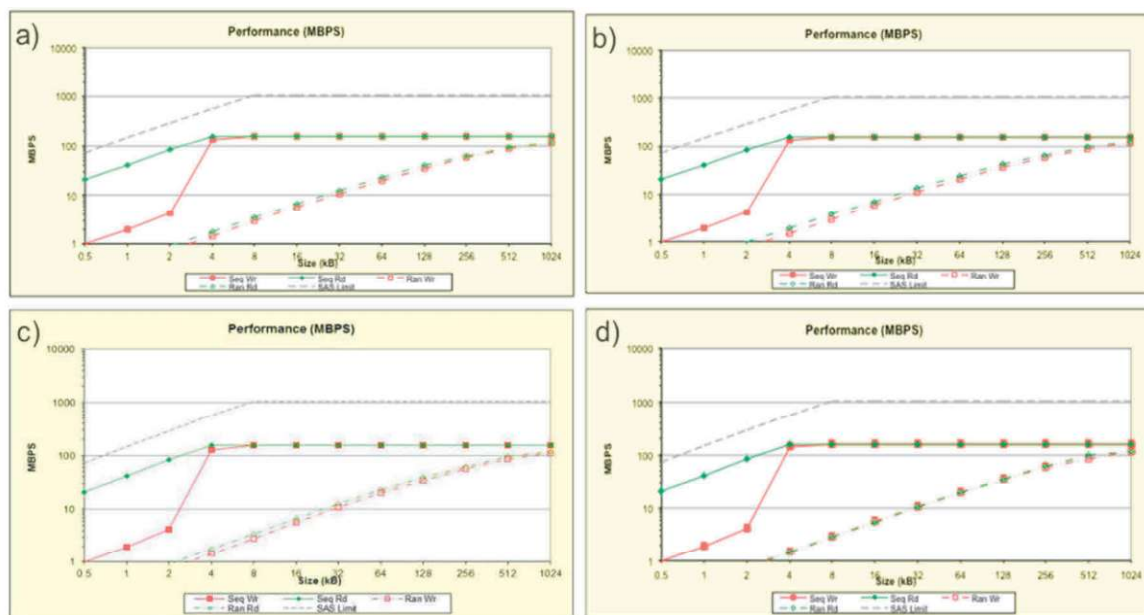 a)
Performance (MBPS)
10000
1000
100
10
1
MBPS
0.5 1 2 4 8 16 32 64 128 256 512 1024
Size (kB)
Seq Wr Seq Rd Ran Wr
Ran Rd SAS Limit
b)
Performance (MBPS)
10000
1000
100
10
1
MBPS
0.5 1 2 4 8 16 32 64 128 256 512 1024
Size (kB)
Seq Wr Seq Rd Ran Wr
Ran Rd SAS Limit
c)
Performance (MBPS)
10000
1000
100
10
1
MBPS
0.5 1 2 4 8 16 32 64 128 256 512 1024
Size (kB)
Seq Wr Seq Rd Ran Wr
Ran Rd SAS Limit
d)
Performance (MBPS)
10000
1000
100
10
1
MBPS
0.5 1 2 4 8 16 32 64 128 256 512 1024
Size (kB)
Seq Wr Seq Rd Ran Wr
Ran Rd SAS Limit